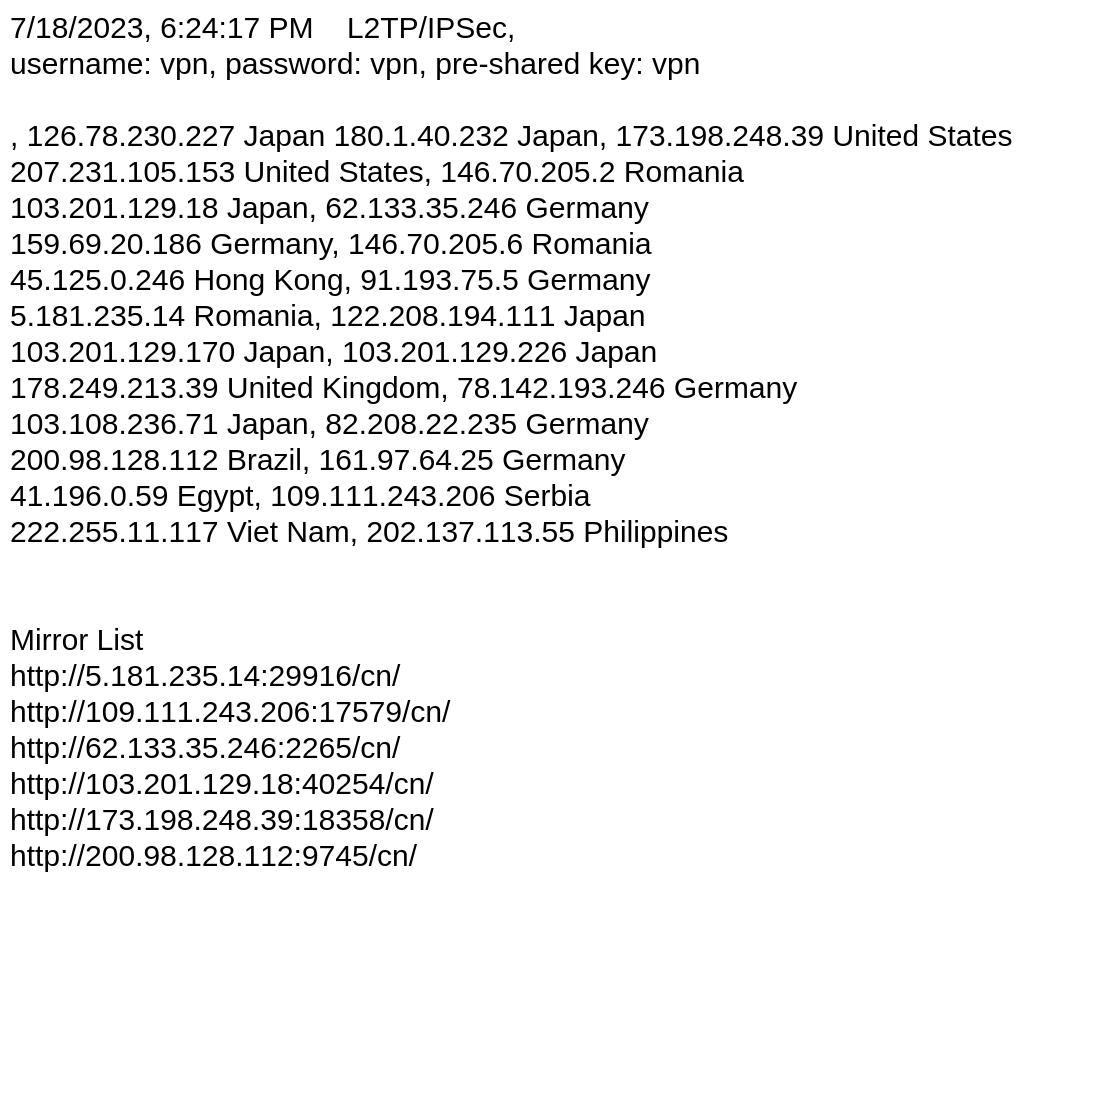 7/18/2023, 6:24:17 PM    L2TP/IPSec,
username: vpn, password: vpn, pre-shared key: vpn
, 126.78.230.227 Japan 180.1.40.232 Japan, 173.198.248.39 United States
207.231.105.153 United States, 146.70.205.2 Romania
103.201.129.18 Japan, 62.133.35.246 Germany
159.69.20.186 Germany, 146.70.205.6 Romania
45.125.0.246 Hong Kong, 91.193.75.5 Germany
5.181.235.14 Romania, 122.208.194.111 Japan
103.201.129.170 Japan, 103.201.129.226 Japan
178.249.213.39 United Kingdom, 78.142.193.246 Germany
103.108.236.71 Japan, 82.208.22.235 Germany
200.98.128.112 Brazil, 161.97.64.25 Germany
41.196.0.59 Egypt, 109.111.243.206 Serbia
222.255.11.117 Viet Nam, 202.137.113.55 Philippines
Mirror List
http://5.181.235.14:29916/cn/
http://109.111.243.206:17579/cn/
http://62.133.35.246:2265/cn/
http://103.201.129.18:40254/cn/
http://173.198.248.39:18358/cn/
http://200.98.128.112:9745/cn/